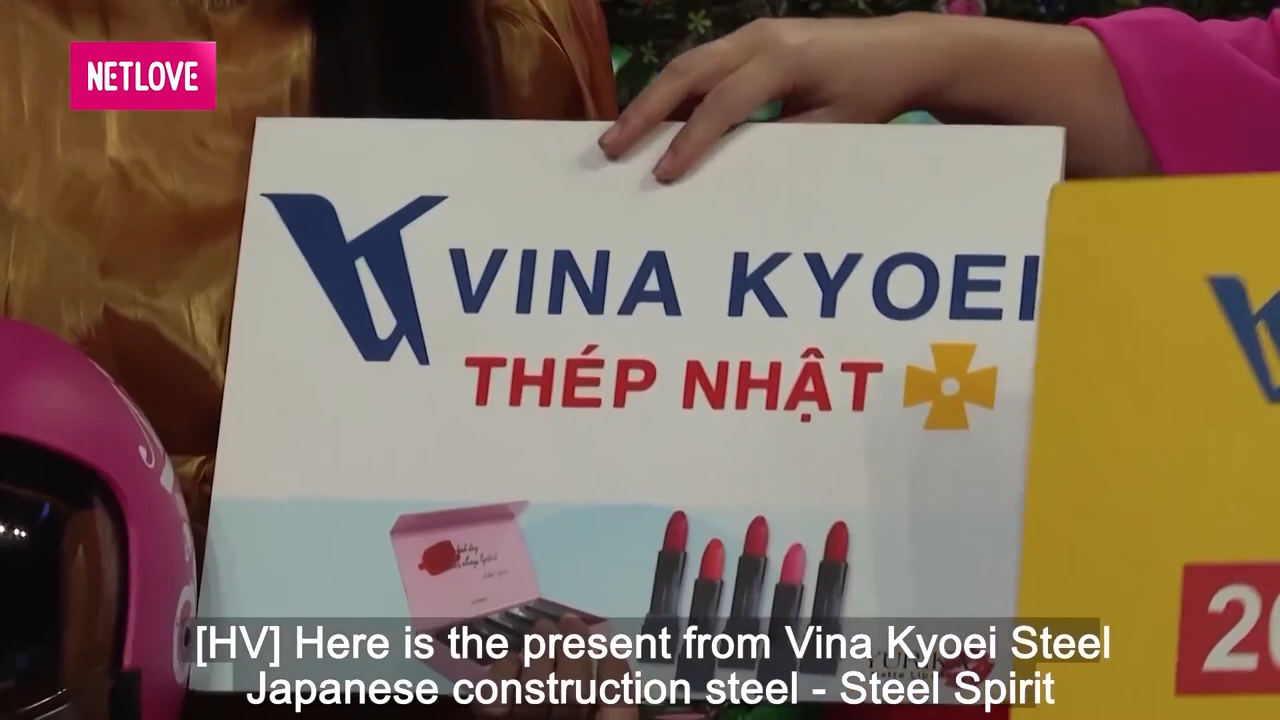 NETLOVE
VINA KYOEI
THÉP NHẬT
20
[HV] Here is the present from Vina Kyoei Steel
Japanese construction steel - Steel Spirit